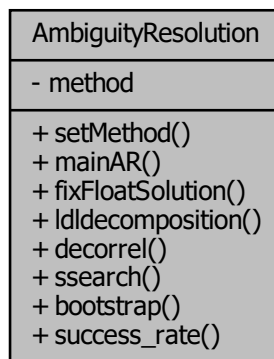 AmbiguityResolution
- method
+ setMethod()
+ mainAR()
+ fixFloatSolution()
+ ldldecomposition()
+ decorrel()
+ ssearch()
+ bootstrap()
+ success_rate()